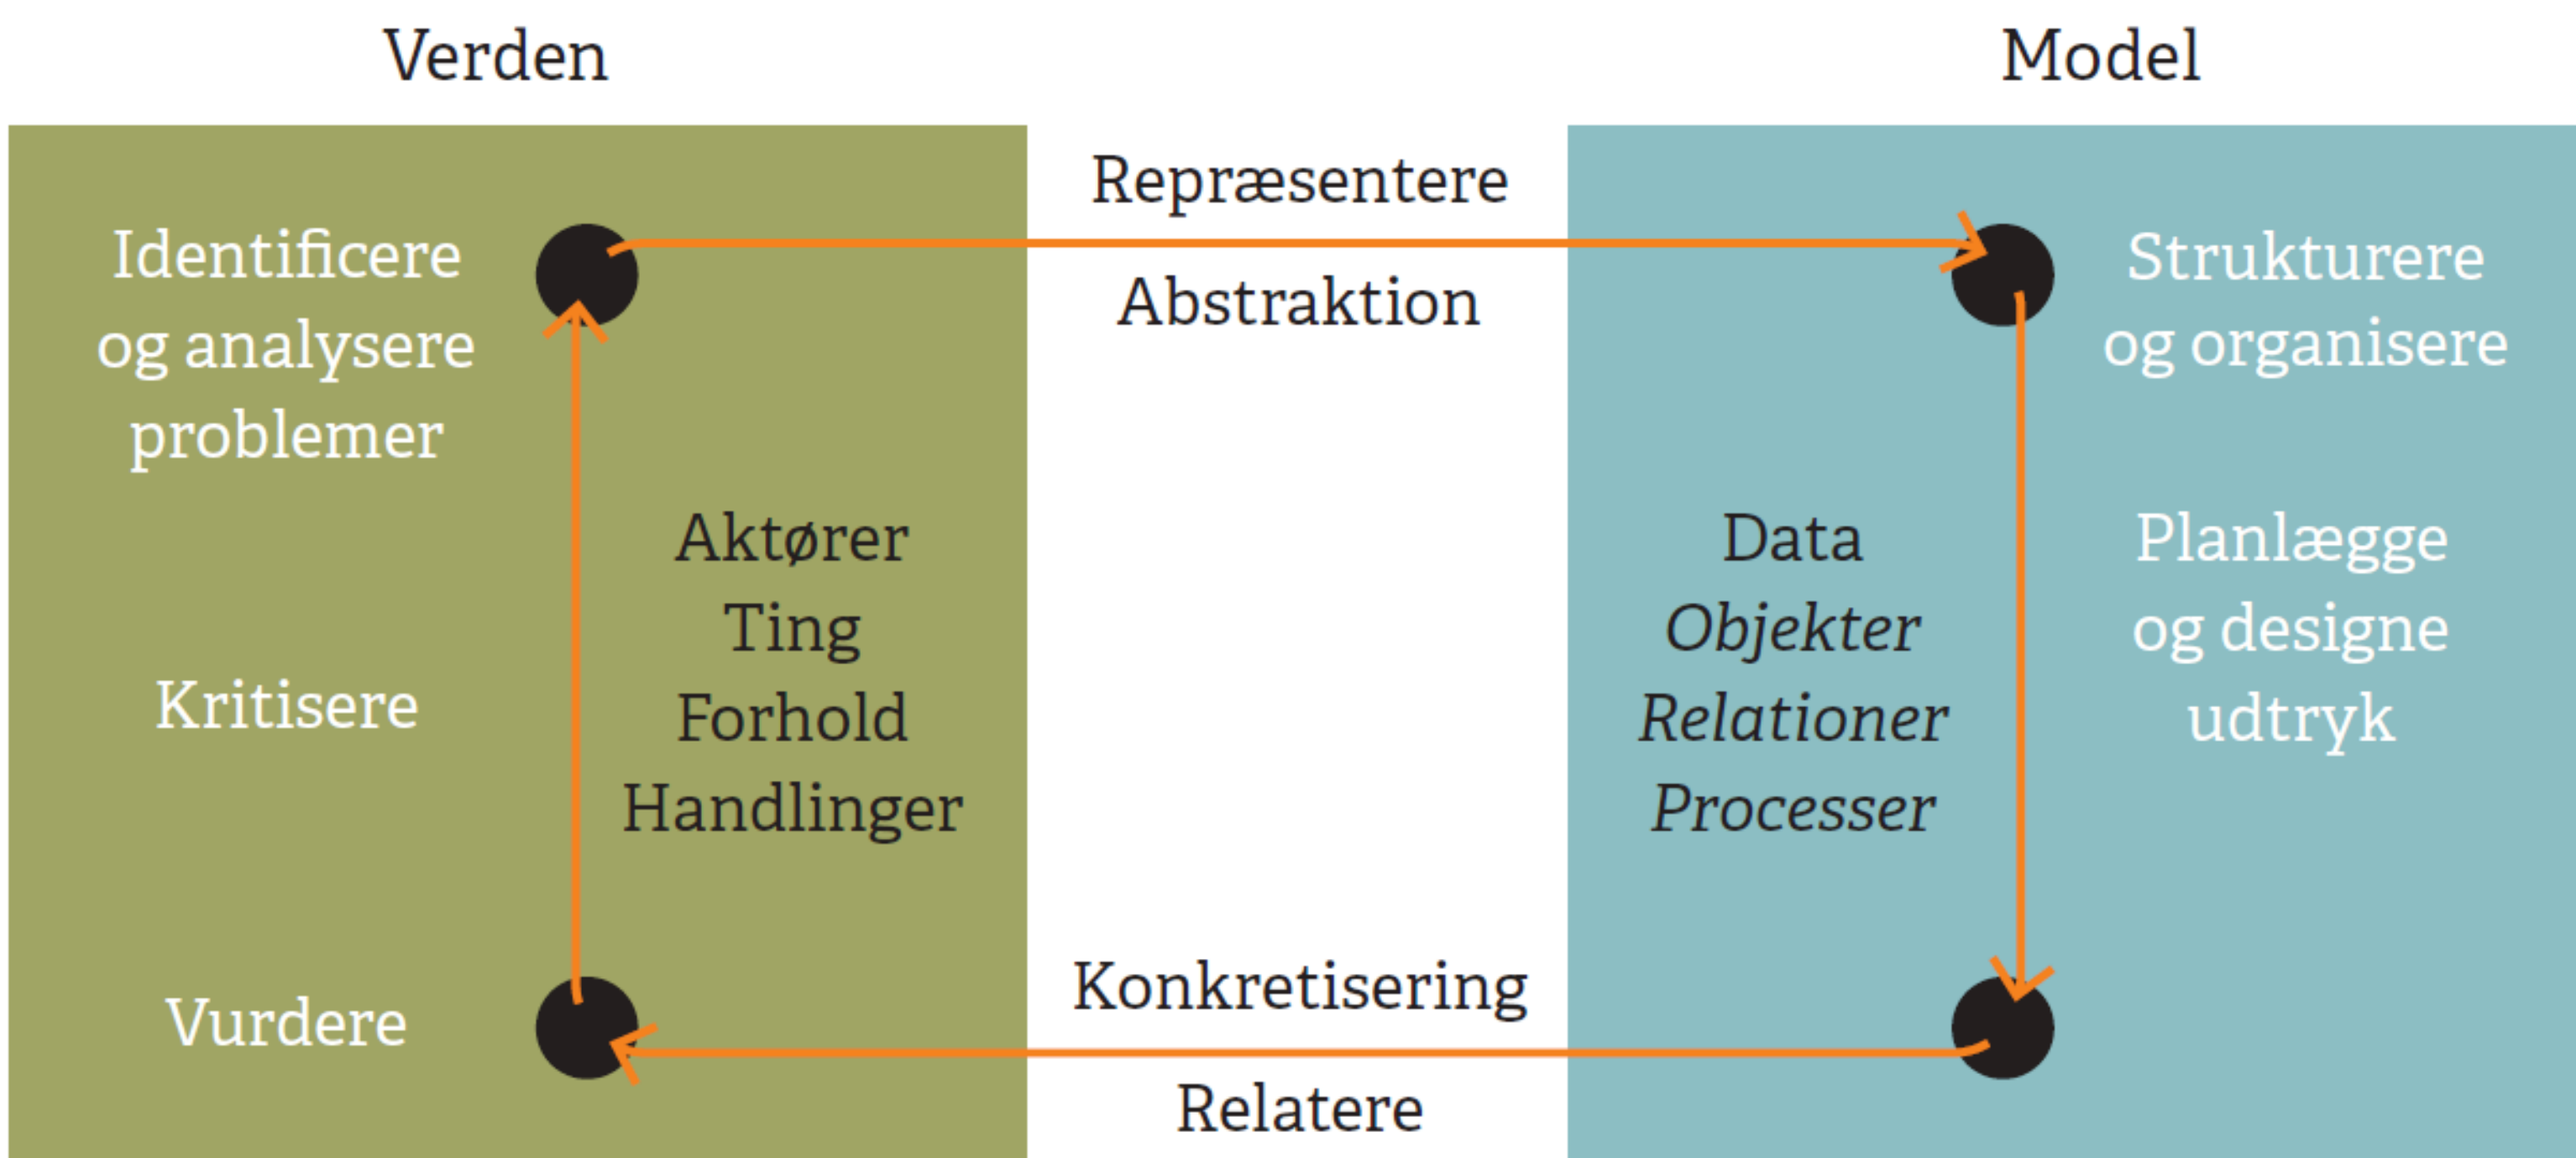 Verden
Model
Repræsentere
Abstraktion
Identificere
og analysere
problemer
Kritisere
Vurdere
Aktører
Ting
Forhold
Handlinger
Data
Objekter
Relationer
Processer
Strukturere
og organisere
Planlægge
og designe
udtryk
Konkretisering
Relatere